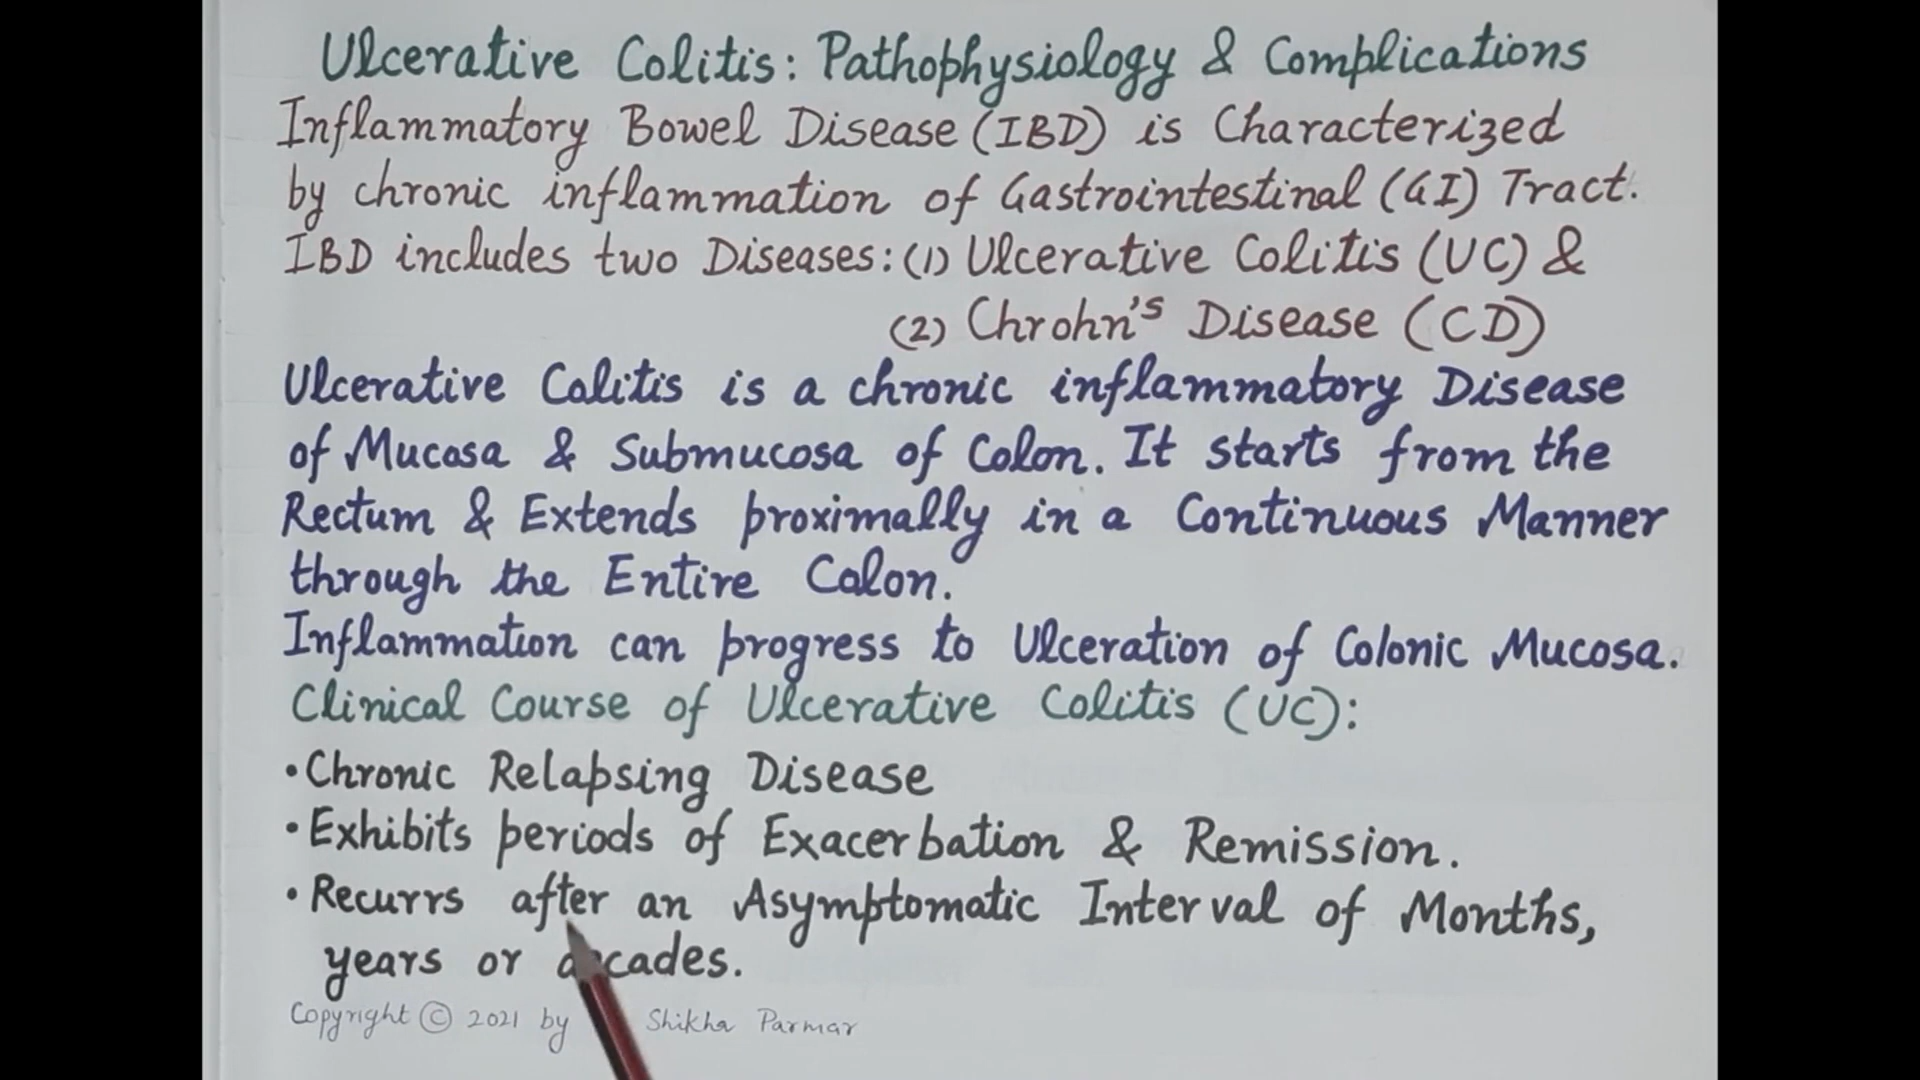 Ulcerative Colitis: Pathophysiology & Complications
Inflammatory Bowel Disease (IBD) is Characterized
by chronic inflammation of Gastrointestinal (GI) Tract.
IBD includes two Diseases: (1) Ulcerative Colitis (UC) &
(2) Chrohn's Disease (CD)
Ulcerative Colitis is a chronic inflammatory Disease
of Mucosa & Submucosa of Colon. It starts from the
Rectum & Extends proximally in a Continuous Manner
through the Entire Colon.
Inflammation can progress to Ulceration of Colonic Mucosa.
Clinical Course of Ulcerative Colitis (UC):
• Chronic Relapsing Disease
• Exhibits periods of Exacerbation & Remission.
• Recurrs after an Asymptomatic Interval of Months,
years or decades.
Copyright © 2021 by Shikha Parmar